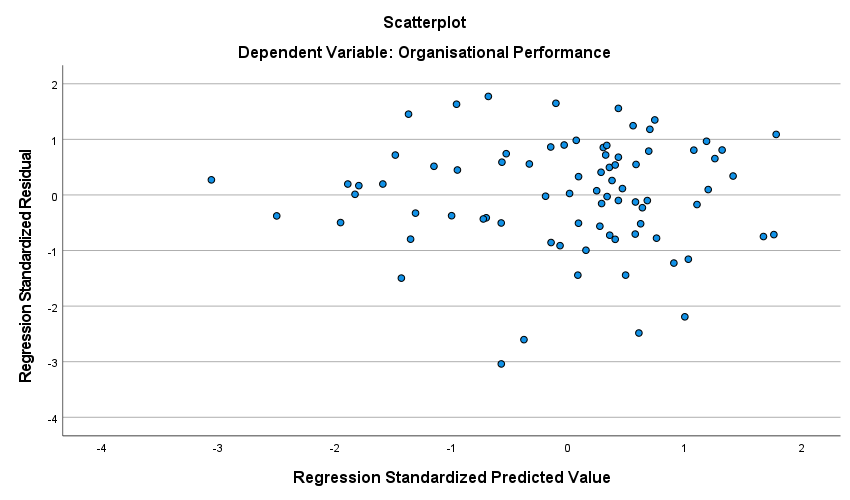 Scatterplot
Dependent Variable: Organisational Performance
Regression Standardized Residual
2
1
0
-1
-2
-3
-4
-4 -3 -2 -1 0 1 2
Regression Standardized Predicted Value